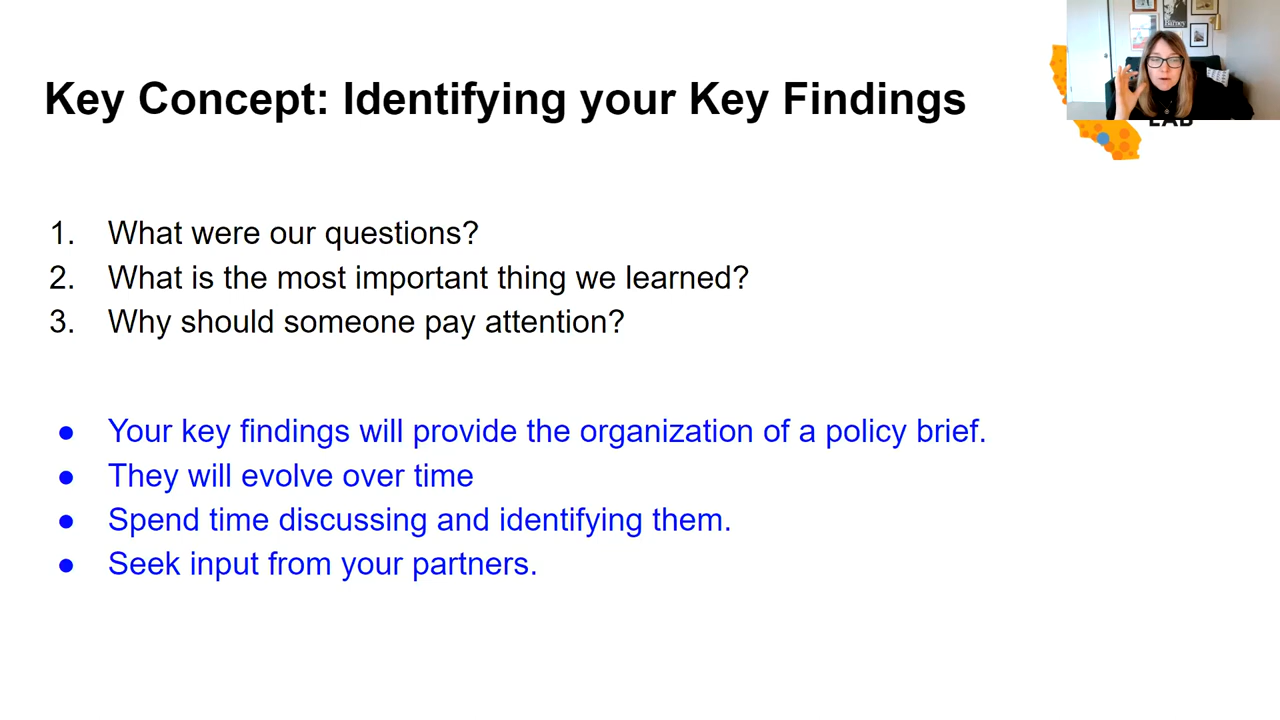 Key Concept: Identifying your Key Findings
LAB
1. What were our questions?
2. What is the most important thing we learned?
3. Why should someone pay attention?
● Your key findings will provide the organization of a policy brief.
● They will evolve over time
● Spend time discussing and identifying them.
● Seek input from your partners.